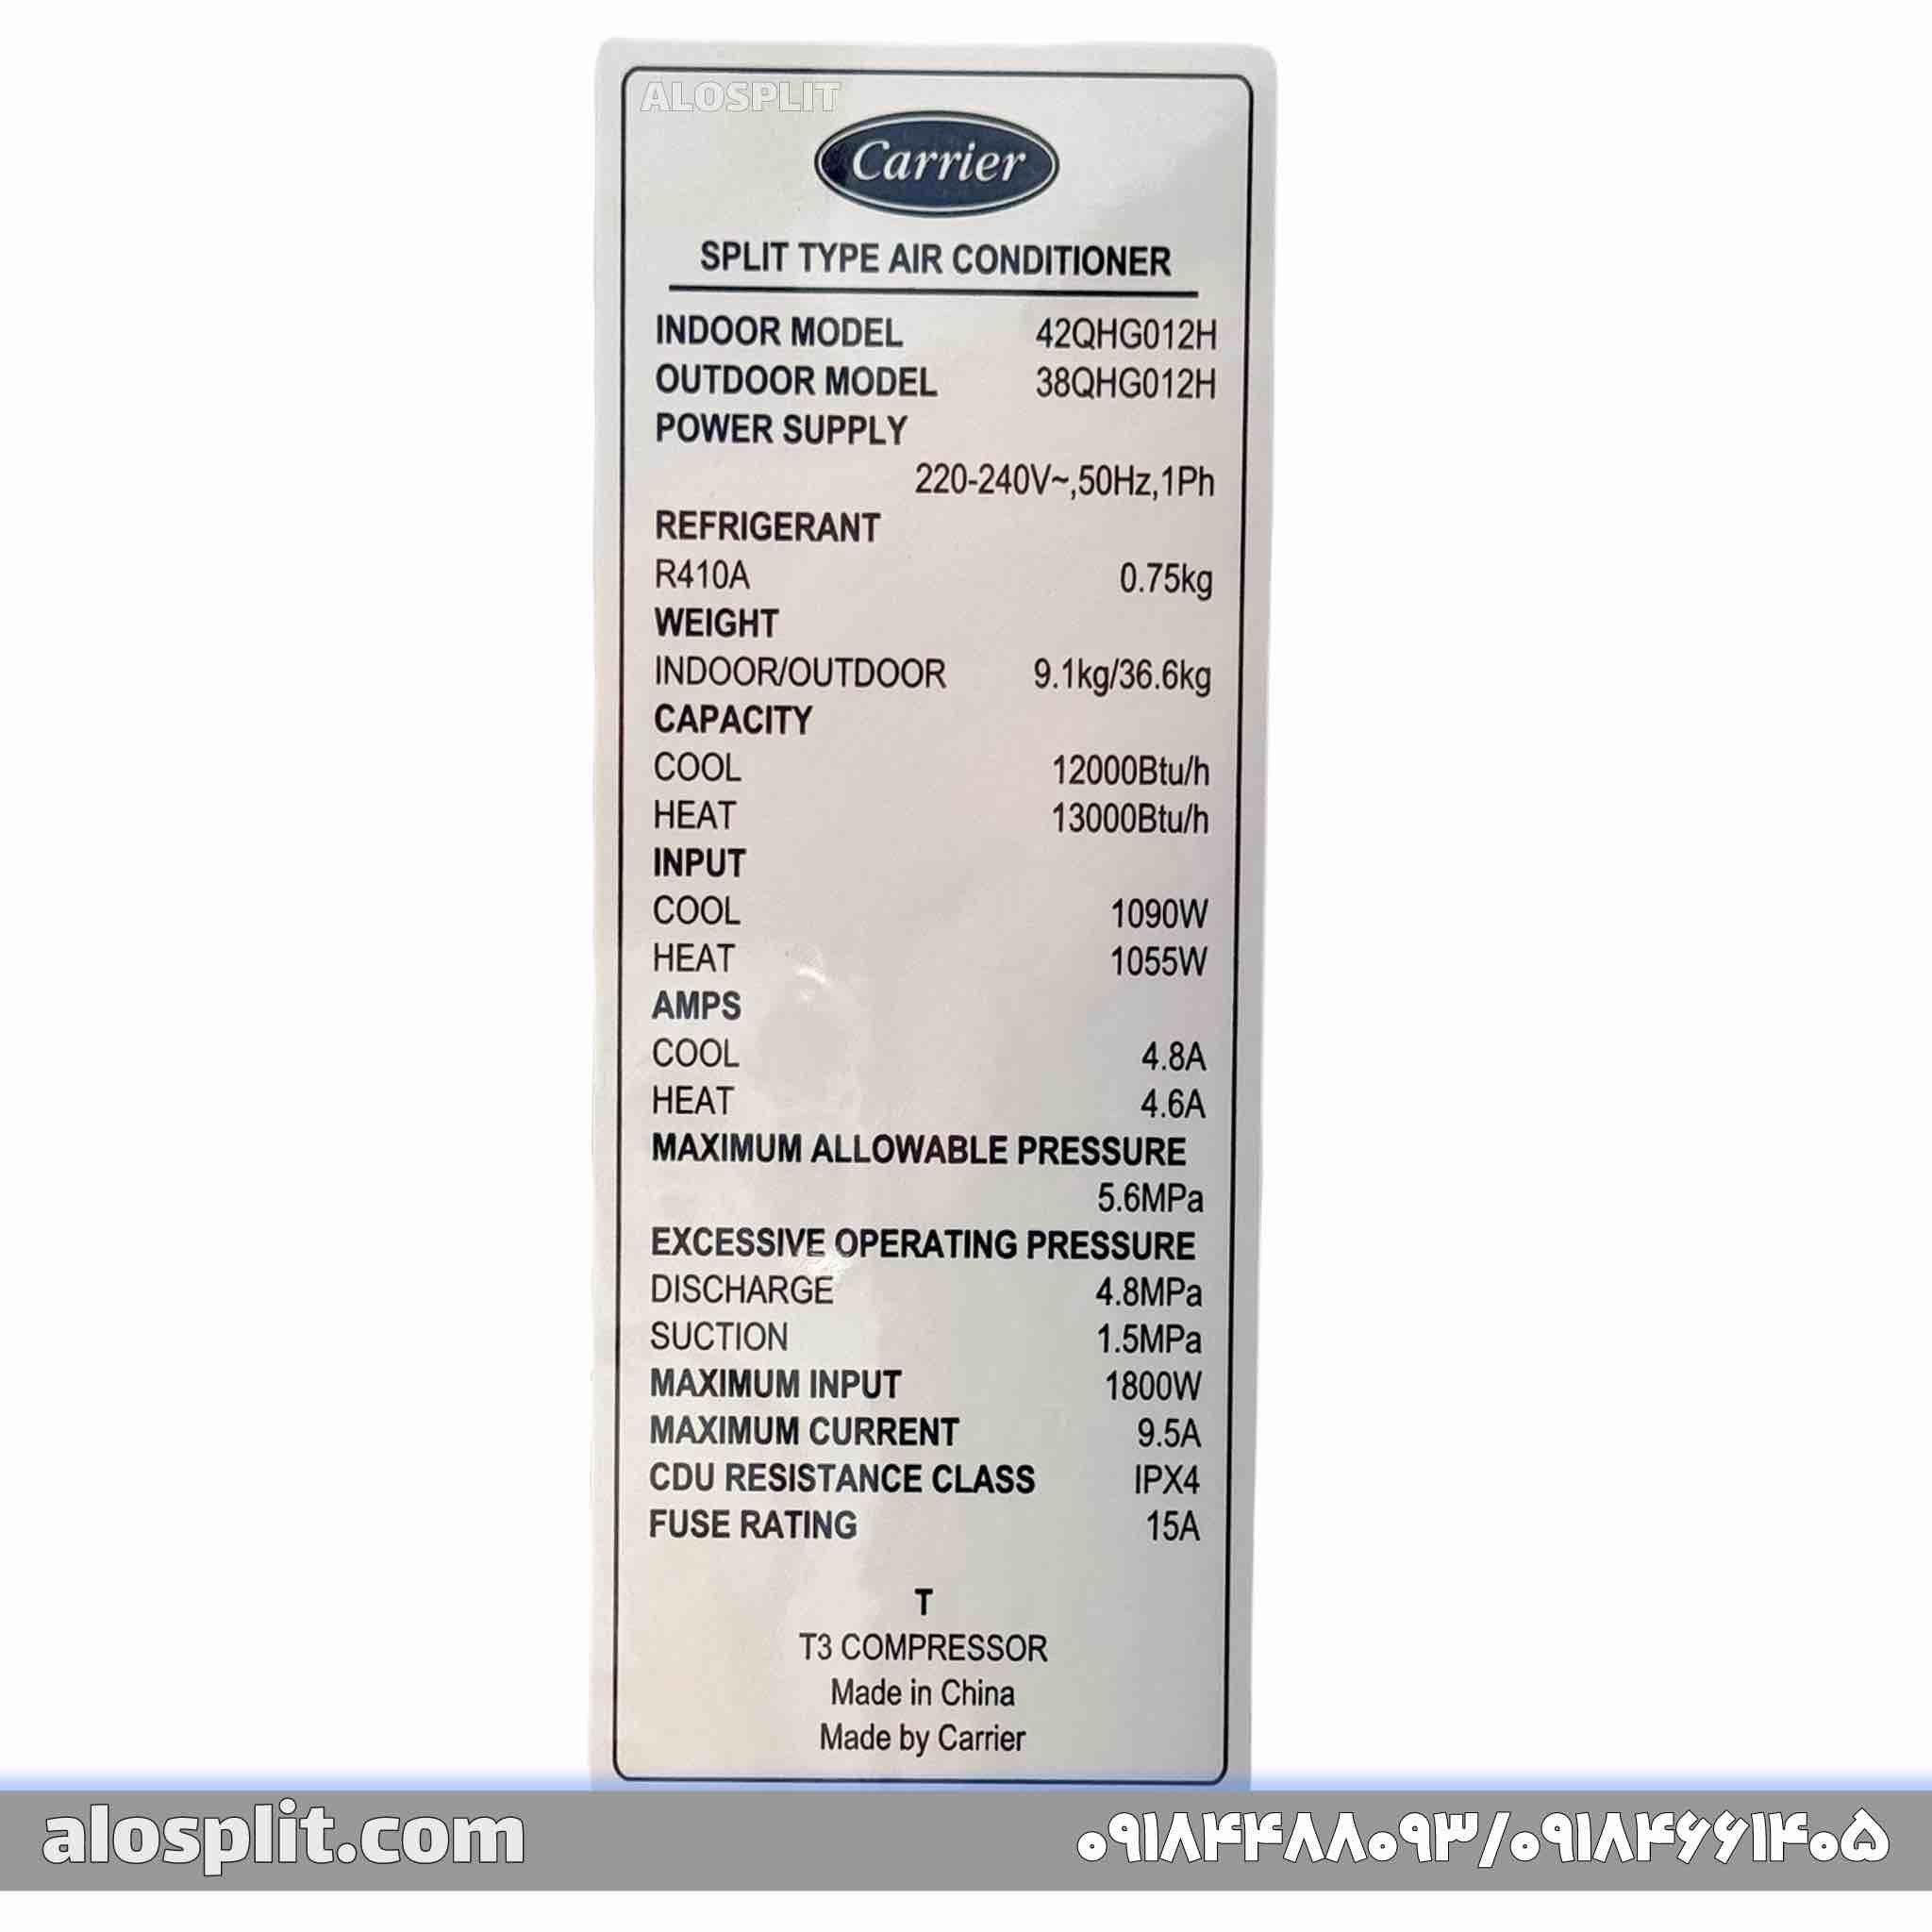 ALOSPLIT
Carrier
SPLIT TYPE AIR CONDITIONER
INDOOR MODEL 42QHG012H
OUTDOOR MODEL 38QHG012H
POWER SUPPLY
220-240V~,50Hz,1Ph
REFRIGERANT
R410A 0.75kg
WEIGHT
INDOOR/OUTDOOR 9.1kg/36.6kg
CAPACITY
COOL 12000Btu/h
HEAT 13000Btu/h
INPUT
COOL 1090W
HEAT 1055W
AMPS
COOL 4.8A
HEAT 4.6A
MAXIMUM ALLOWABLE PRESSURE
5.6MPa
EXCESSIVE OPERATING PRESSURE
DISCHARGE 4.8MPa
SUCTION 1.5MPa
MAXIMUM INPUT 1800W
MAXIMUM CURRENT 9.5A
CDU RESISTANCE CLASS IPX4
FUSE RATING 15A
T
T3 COMPRESSOR
Made in China
Made by Carrier
alosplit.com ۰۹۱۸۴۴۸۸۰۹۳/۰۹۱۸۴۶۶۱۴۰۵